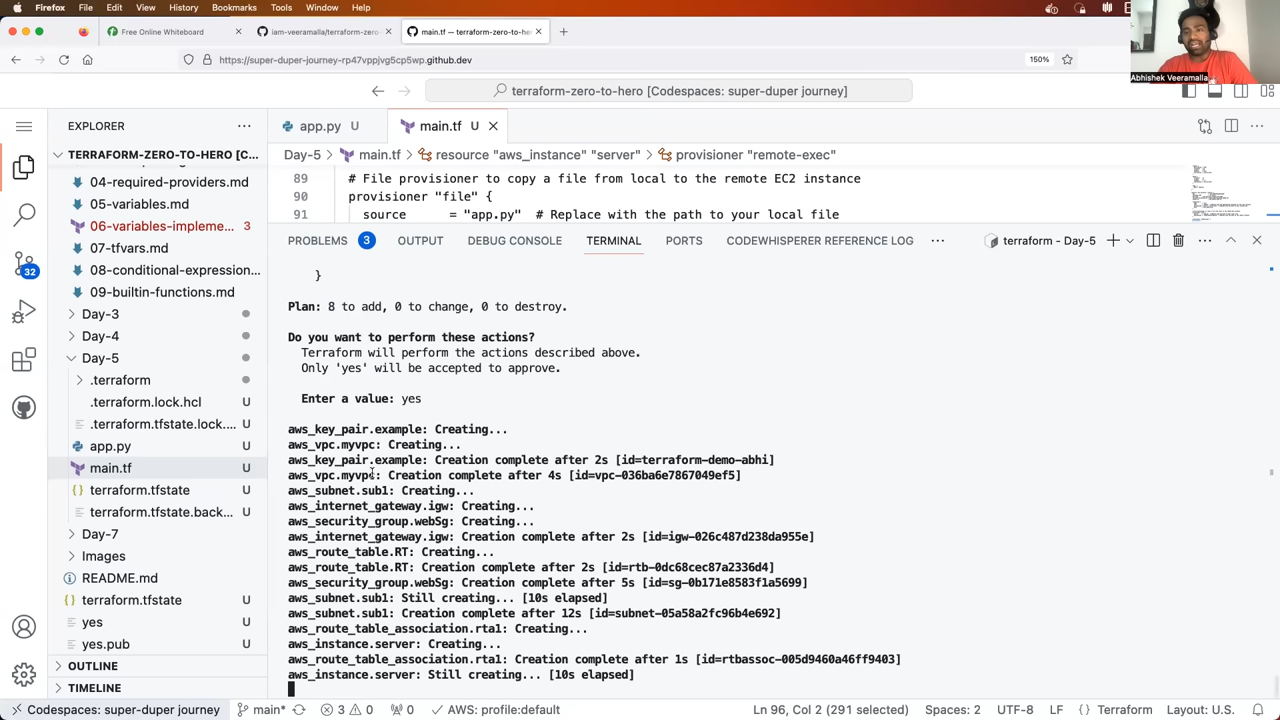 Firefox File Edit View History Bookmarks Tools Window Help
Free Online Whiteboard
iam-veeramalla/terraform-zero-
main.tf — terraform-zero-to-he
https://super-duper-journey-rp47vppjvg5cp5wp.github.dev
150%
Abhishek Veeramalla
terraform-zero-to-hero [Codespaces: super-duper journey]
EXPLORER
app.py U
main.tf U
TERRAFORM-ZERO-TO-HERO [C...
Day-5 > main.tf > resource "aws_instance" "server" > provisioner "remote-exec"
04-required-providers.md
05-variables.md
06-variables-impleme... 3
07-tfvars.md
08-conditional-expression...
09-builtin-functions.md
Day-3
Day-4
Day-5
.terraform
.terraform.lock.hcl U
.terraform.tfstate.lock.... U
app.py U
main.tf U
terraform.tfstate U
terraform.tfstate.back... U
Day-7
Images
README.md
terraform.tfstate U
yes U
yes.pub U
OUTLINE
TIMELINE
32
89 # File provisioner to copy a file from local to the remote EC2 instance
90 provisioner "file" {
91 source = "app.py" # Replace with the path to your local file
PROBLEMS 3 OUTPUT DEBUG CONSOLE TERMINAL PORTS CODEWHISPERER REFERENCE LOG
terraform - Day-5
}
Plan: 8 to add, 0 to change, 0 to destroy.
Do you want to perform these actions?
Terraform will perform the actions described above.
Only 'yes' will be accepted to approve.
Enter a value: yes
aws_key_pair.example: Creating...
aws_vpc.myvpc: Creating...
aws_key_pair.example: Creation complete after 2s [id=terraform-demo-abhi]
aws_vpc.myvpc: Creation complete after 4s [id=vpc-036ba6e7867049ef5]
aws_subnet.sub1: Creating...
aws_internet_gateway.igw: Creating...
aws_security_group.webSg: Creating...
aws_internet_gateway.igw: Creation complete after 2s [id=igw-026c487d238da955e]
aws_route_table.RT: Creating...
aws_route_table.RT: Creation complete after 2s [id=rtb-0dc68cec87a2336d4]
aws_security_group.webSg: Creation complete after 5s [id=sg-0b171e8583f1a5699]
aws_subnet.sub1: Still creating... [10s elapsed]
aws_subnet.sub1: Creation complete after 12s [id=subnet-05a58a2fc96b4e692]
aws_route_table_association.rta1: Creating...
aws_instance.server: Creating...
aws_route_table_association.rta1: Creation complete after 1s [id=rtbassoc-005d9460a46ff9403]
aws_instance.server: Still creating... [10s elapsed]
Codespaces: super-duper journey
main*
3 0
0
AWS: profile:default
Ln 96, Col 2 (291 selected)
Spaces: 2
UTF-8
LF
Terraform
Layout: U.S.